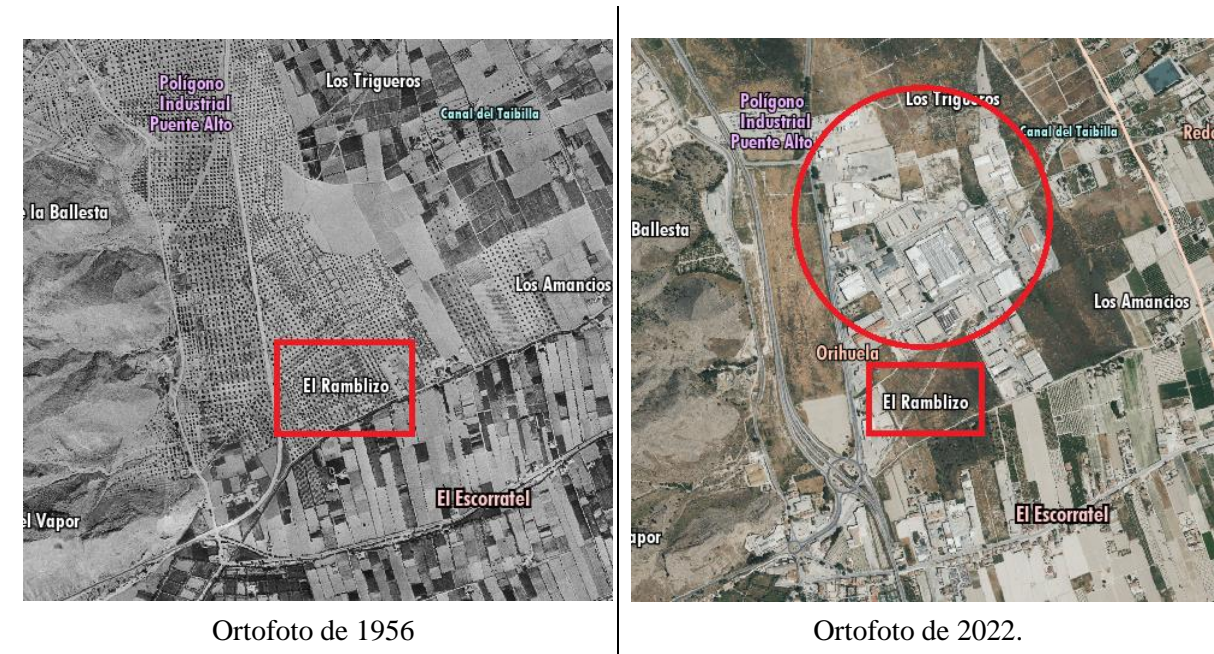 Polígono
Industrial
Puente Alto
Los Trigueros
Canal del Taibilla
la Ballesta
Los Amancios
El Ramblizo
El Escorratel
el Vapor
Ortofoto de 1956
Polígono
Industrial
Puente Alto
Los Trigueros
Canal del Taibilla
Ballesta
Los Amancios
Orihuela
El Ramblizo
El Escorratel
Ortofoto de 2022.